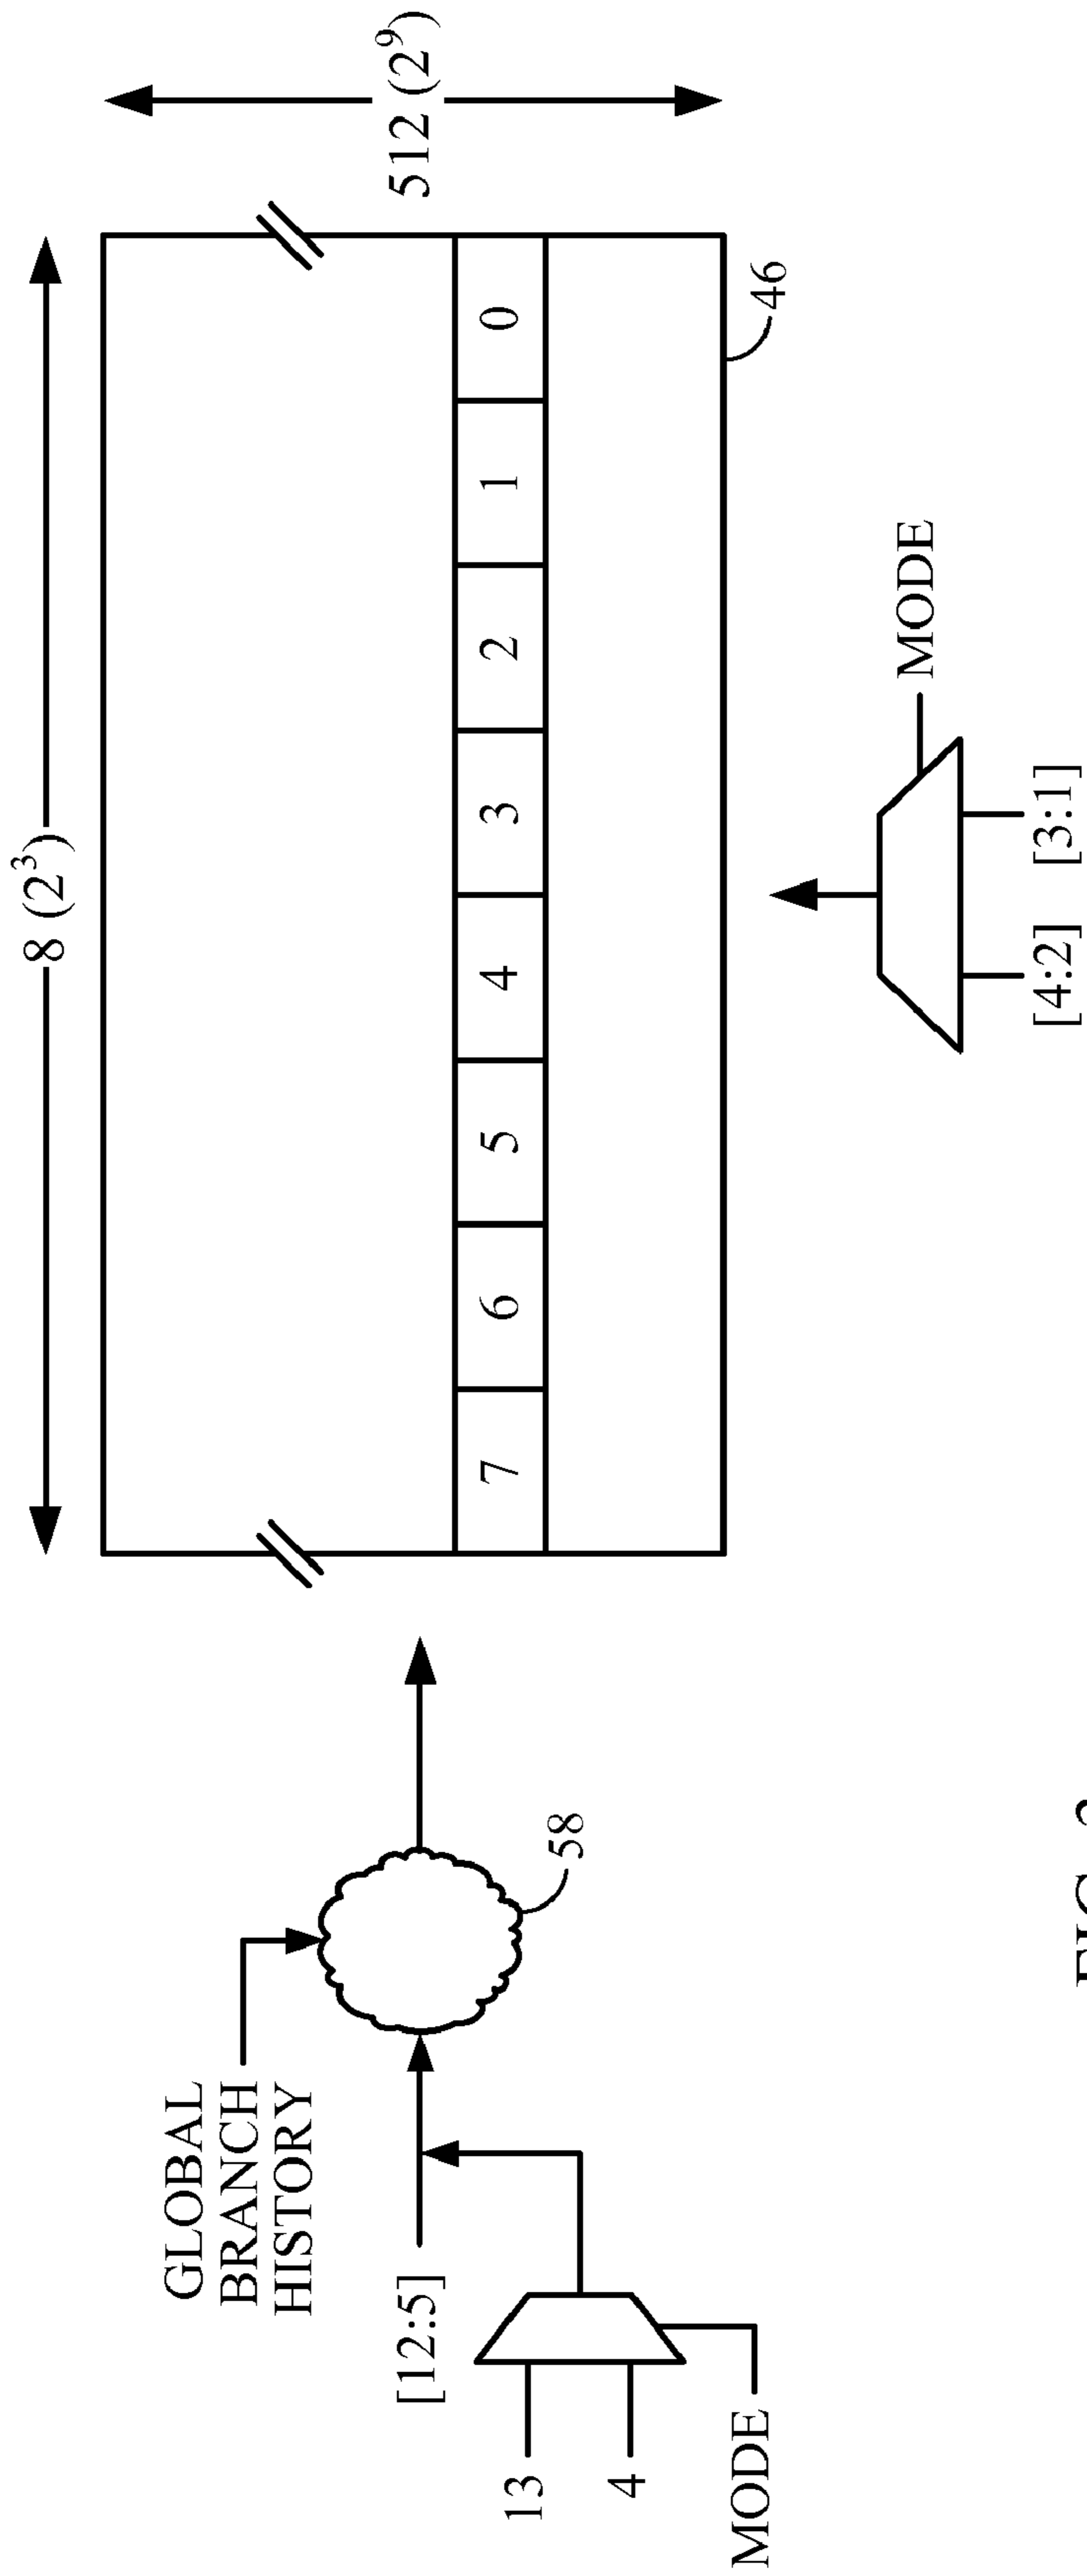 8 (2³)
512 (2⁹)
GLOBAL
BRANCH
HISTORY
[12:5]
13
4
MODE
58
7 6 5 4 3 2 1 0
46
MODE
[4:2] [3:1]